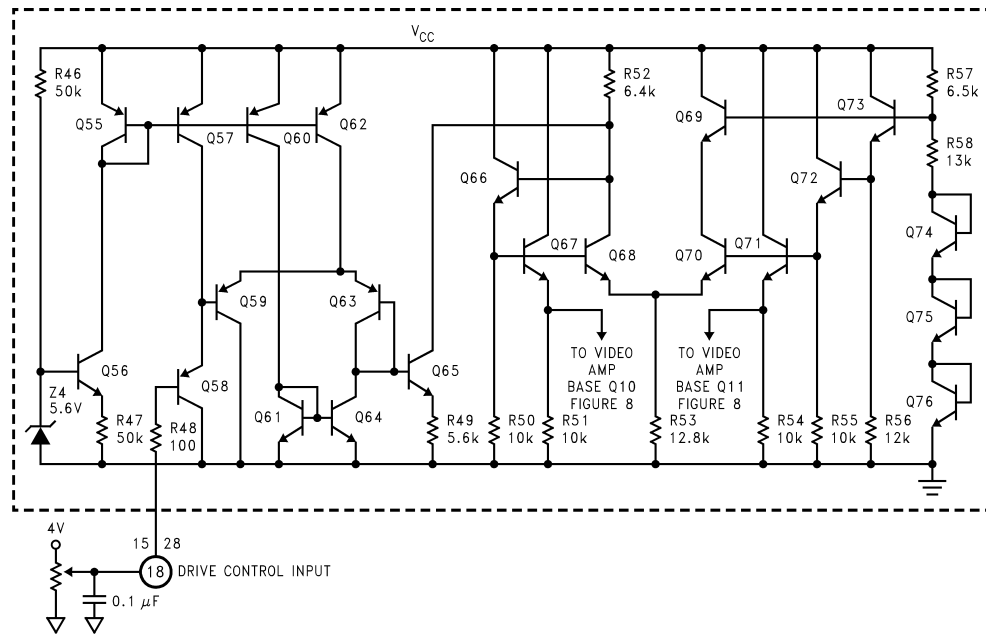 VCC
R46
50k
Q55
Q57
Q60
Q62
R52
6.4k
Q69
Q73
R57
6.5k
R58
13k
Q66
Q72
Q74
Q67
Q68
Q70
Q71
Q59
Q63
Q75
TO VIDEO
AMP
BASE Q10
FIGURE 8
TO VIDEO
AMP
BASE Q11
FIGURE 8
Q56
Q58
Q65
Q76
Z4
5.6V
R47
50k
R48
100
Q61
Q64
R49
5.6k
R50
10k
R51
10k
R53
12.8k
R54
10k
R55
10k
R56
12k
4V
15 28
18 DRIVE CONTROL INPUT
0.1 μF